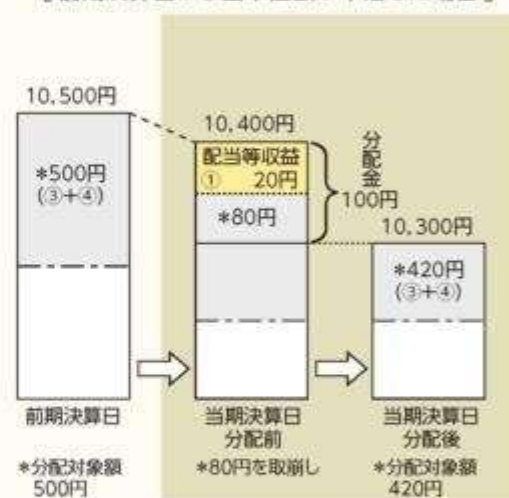 10,500円
*500円
(③+④)
10,400円
配当等収益
① 20円
*80円
分配金
100円
10,300円
*420円
(③+④)
前期決算日
当期決算日
分配前
当期決算日
分配後
*分配対象額
500円
*80円を取崩し
*分配対象額
420円